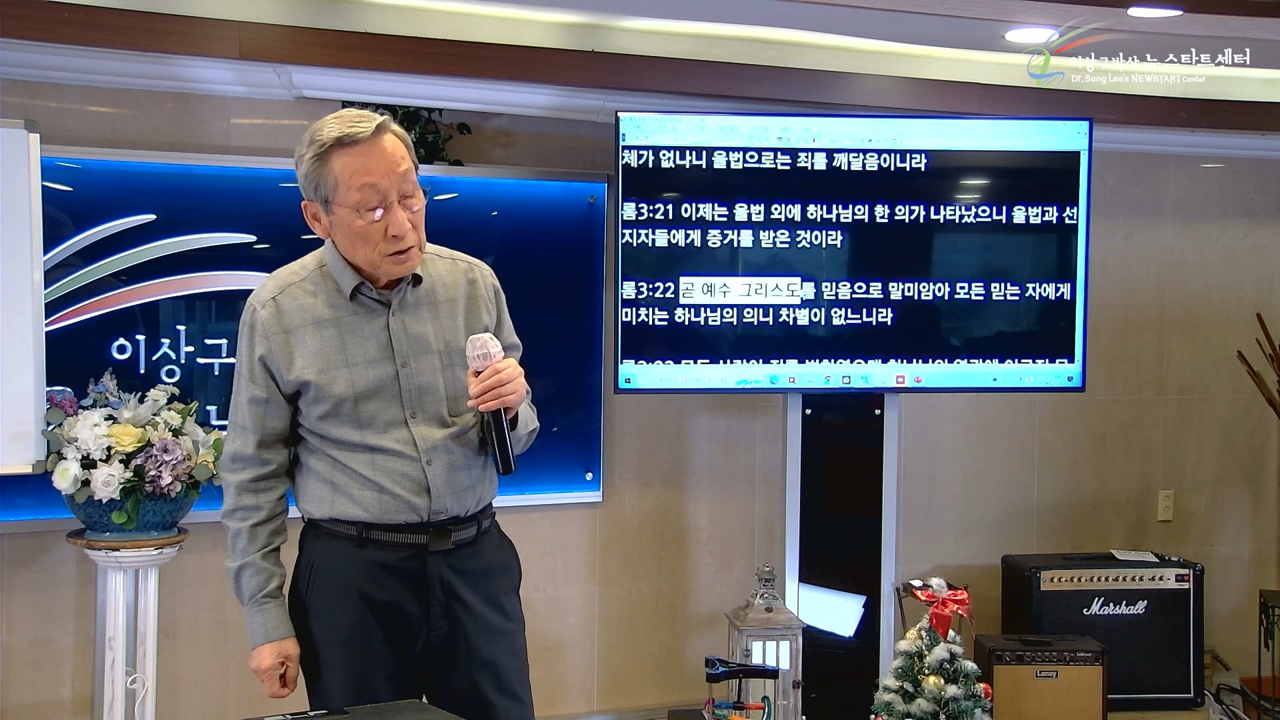 이상구박사 뉴스타트센터
Dr. Sang Lee's NEWSTART Center
체가 없나니 율법으로는 죄를 깨달음이니라
롬3:21 이제는 율법 외에 하나님의 한 의가 나타났으니 율법과 선
지자들에게 증거를 받은 것이라
롬3:22 곧 예수 그리스도를 믿음으로 말미암아 모든 믿는 자에게
미치는 하나님의 의니 차별이 없느니라
이상구
Marshall
Laney